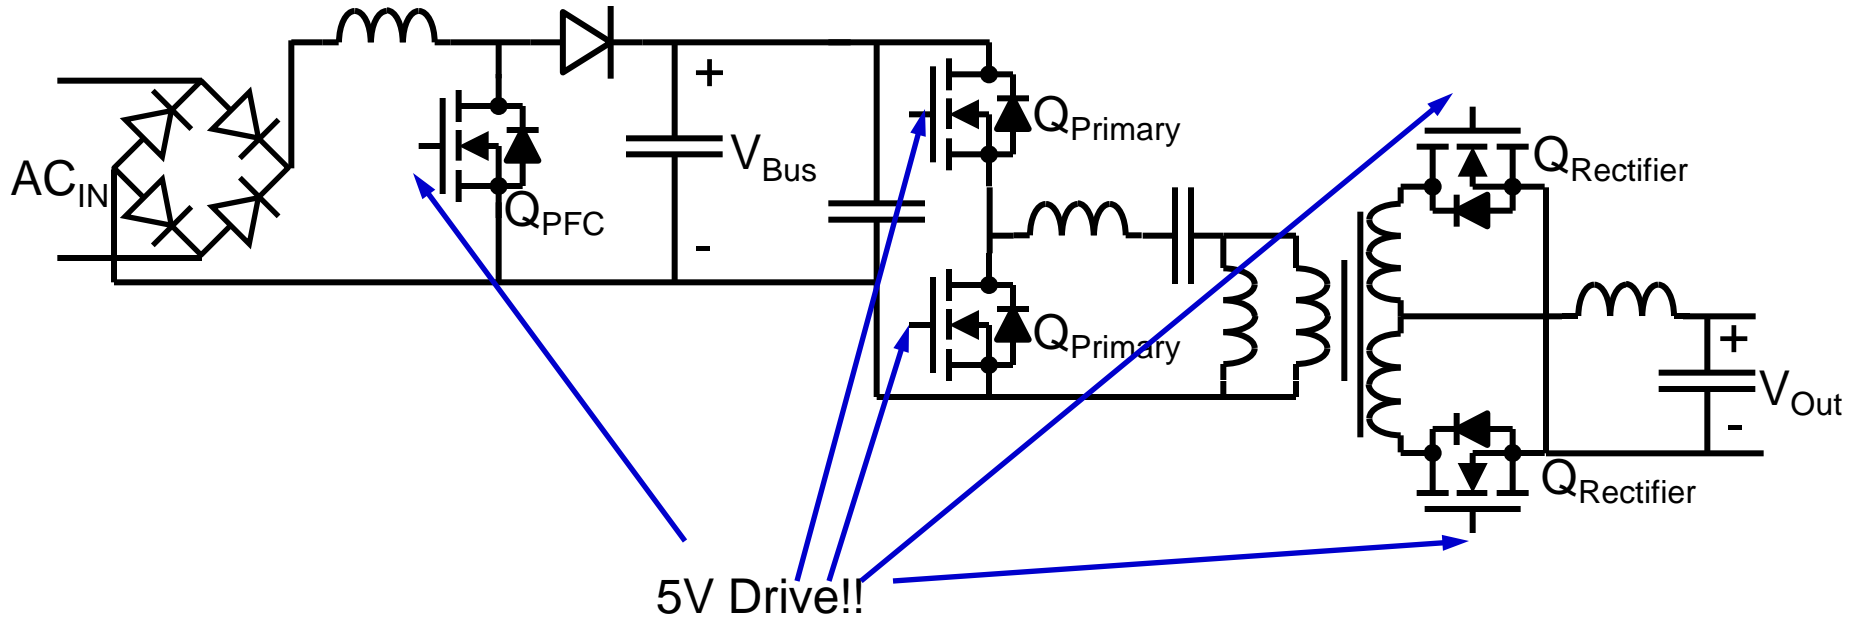 AC_IN
Q_PFC
+
V_Bus
-
Q_Primary
Q_Primary
Q_Rectifier
Q_Rectifier
+
V_Out
-
5V Drive!!